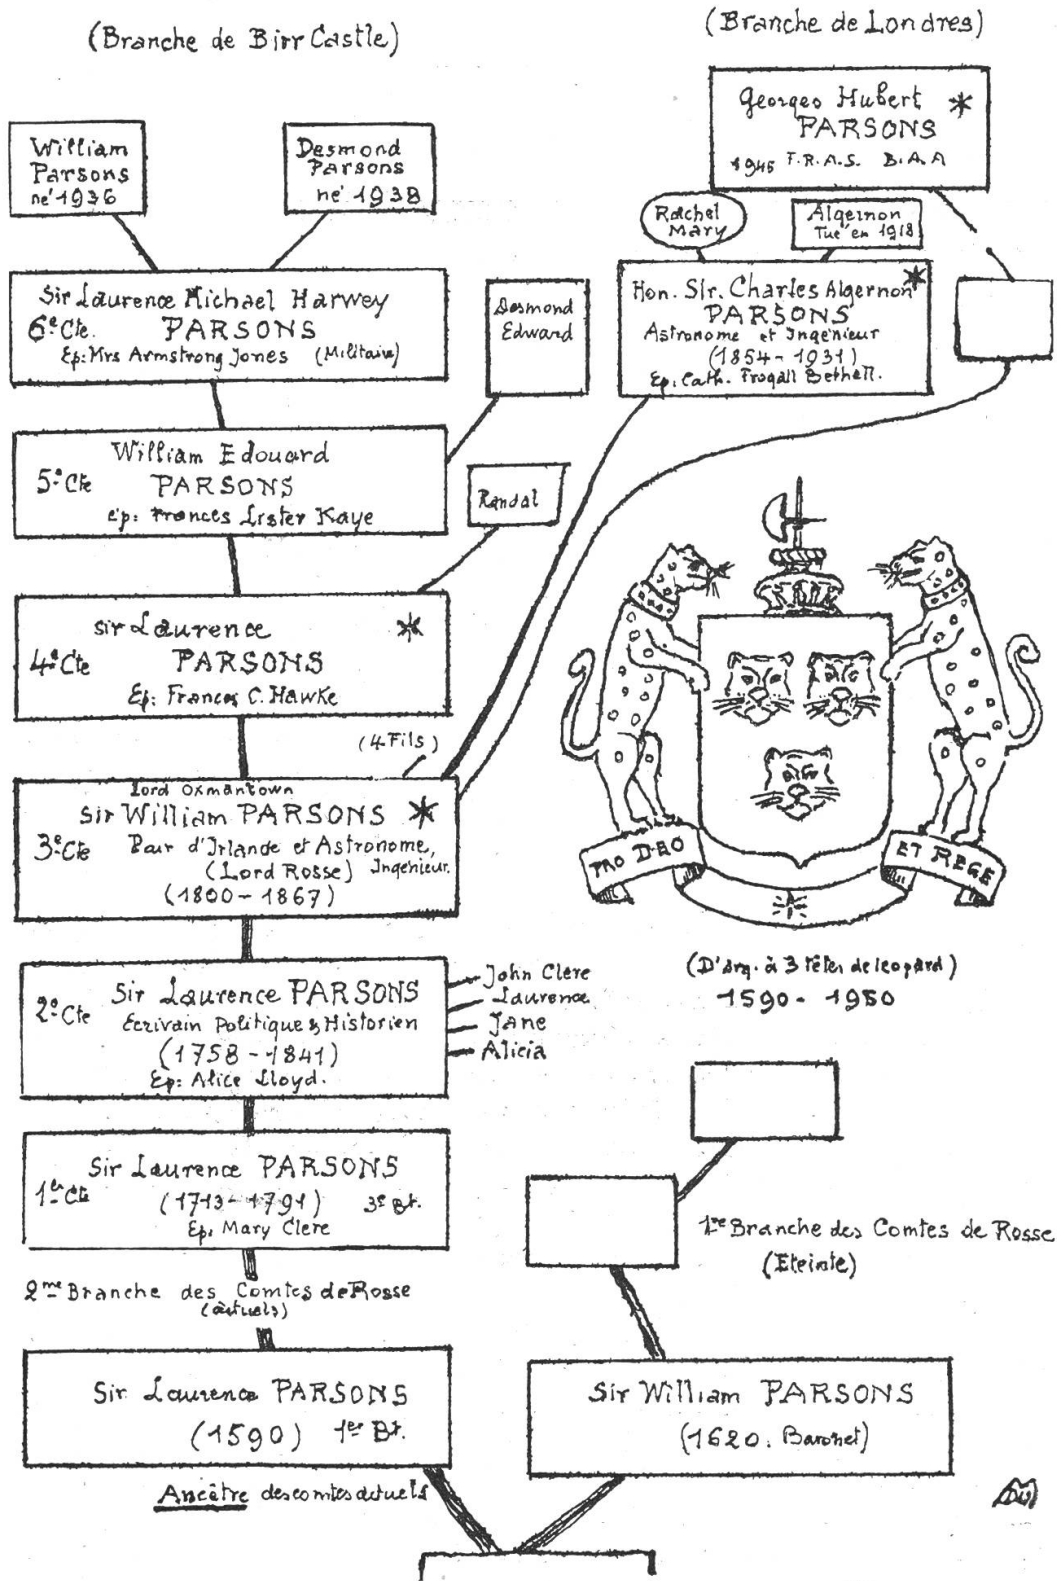 (Branche de Birr Castle)
(Branche de Londres)
Georges Hubert
PARSONS
1945 F.R.A.S. B.A.A
William
Parsons
né 1936
Desmond
Parsons
né 1938
Rachel
Mary
Algernon
Tué en 1918
Sir Laurence Michael Harwey
6e Cte. PARSONS
Ep: Mrs Armstrong Jones (Militaire)
Desmond
Edward
Hon. Sir. Charles Algernon
PARSONS
Astronome et Ingénieur
(1854-1931)
Ep: Cath. Frogall Bethell.
William Edouard
5e Cte PARSONS
Ep: Frances Lister Kaye
Randal
Sir Laurence
4e Cte PARSONS
Ep: Frances C. Hawke
(4 Fils)
Lord Oxmantown
Sir William PARSONS
3e Cte Pair d'Irlande et Astronome,
(Lord Rosse) Ingénieur.
(1800-1867)
PRO DEO
ET REGE
(D'arg. à 3 têtes de leopard)
1590 - 1950
2e Cte Sir Laurence PARSONS
Ecrivain Politique & Historien
(1758-1841)
Ep: Alice Lloyd.
John Clere
Laurence
Jane
Alicia
Sir Laurence PARSONS
1er Cte (1713-1791) 3e Bt.
Ep: Mary Clere
1re Branche des Comtes de Rosse
(Eteinte)
2me Branche des Comtes de Rosse
(actuels)
Sir Laurence PARSONS
(1590) 1er Bt.
Ancêtre des comtes actuels
Sir William PARSONS
(1620. Baronet)